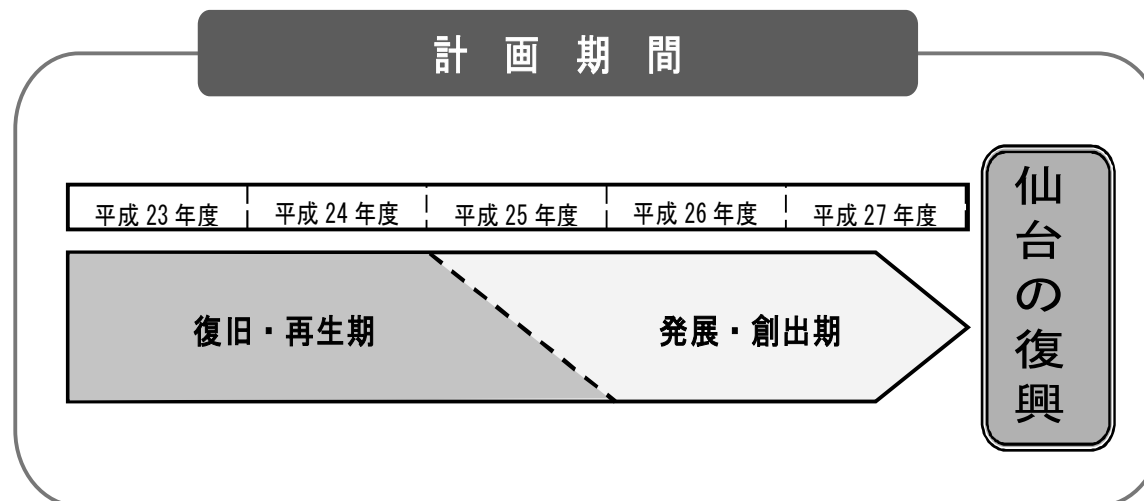 計画期間
平成 23 年度
平成 24 年度
平成 25 年度
平成 26 年度
平成 27 年度
復旧・再生期
発展・創出期
仙台の復興